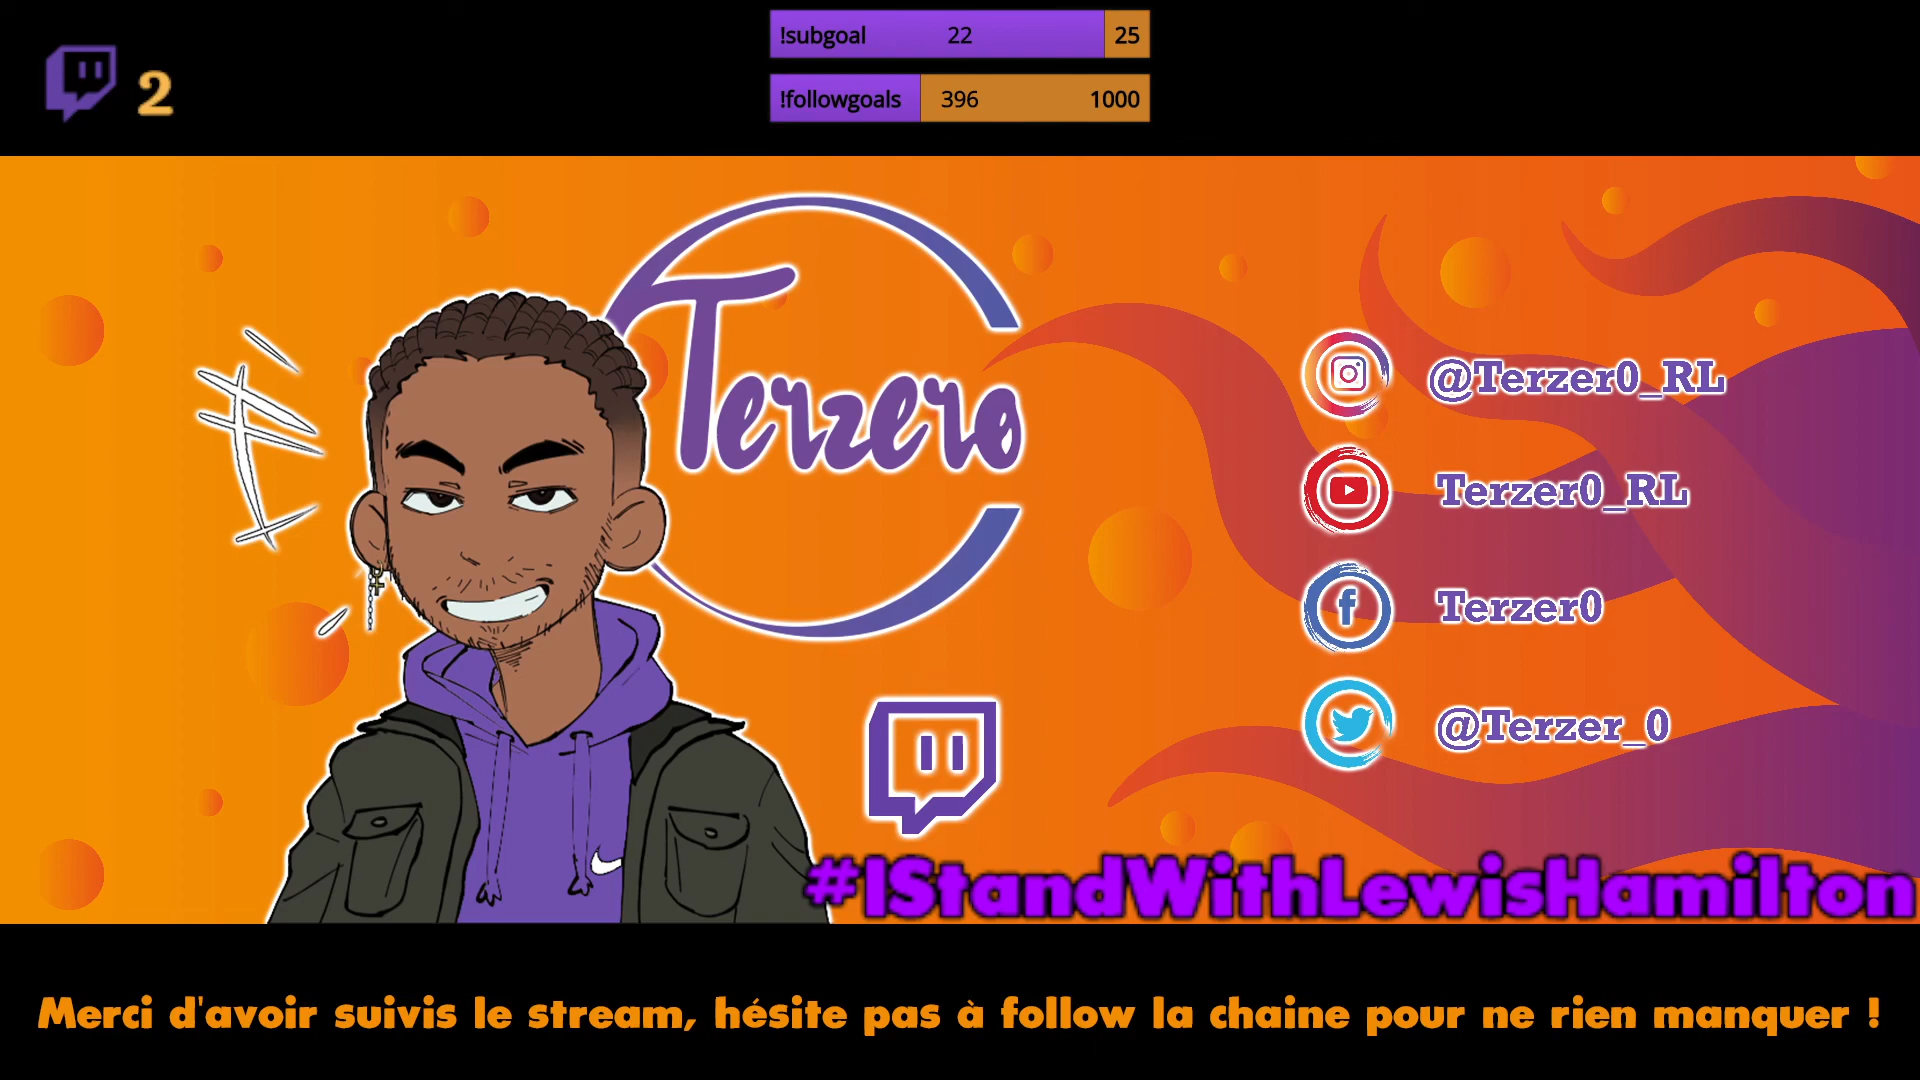 !subgoal 22 25
2
!followgoals 396 1000
Terzero
@Terzer0_RL
Terzer0_RL
Terzer0
@Terzer_0
#IStandWithLewisHamilton
Merci d'avoir suivis le stream, hésite pas à follow la chaine pour ne rien manquer !